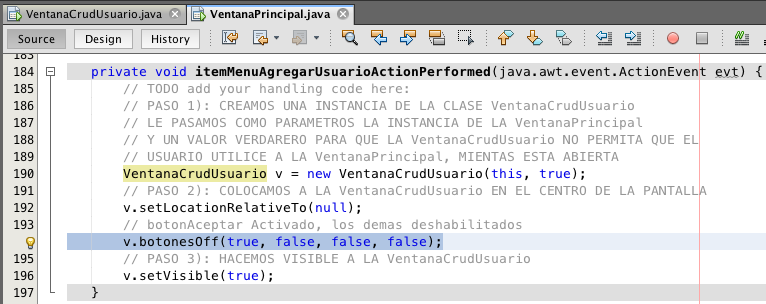 VentanaCrudUsuario.java
VentanaPrincipal.java
Source Design History
183
184 private void itemMenuAgregarUsuarioActionPerformed(java.awt.event.ActionEvent evt) {
185 // TODO add your handling code here:
186 // PASO 1): CREAMOS UNA INSTANCIA DE LA CLASE VentanaCrudUsuario
187 // LE PASAMOS COMO PARAMETROS LA INSTANCIA DE LA VentanaPrincipal
188 // Y UN VALOR VERDARERO PARA QUE LA VentanaCrudUsuario NO PERMITA QUE EL
189 // USUARIO UTILICE A LA VentanaPrincipal, MIENTAS ESTA ABIERTA
190 VentanaCrudUsuario v = new VentanaCrudUsuario(this, true);
191 // PASO 2): COLOCAMOS A LA VentanaCrudUsuario EN EL CENTRO DE LA PANTALLA
192 v.setLocationRelativeTo(null);
193 // botonAceptar Activado, los demas deshabilitados
v.botonesOff(true, false, false, false);
195 // PASO 3): HACEMOS VISIBLE A LA VentanaCrudUsuario
196 v.setVisible(true);
197 }